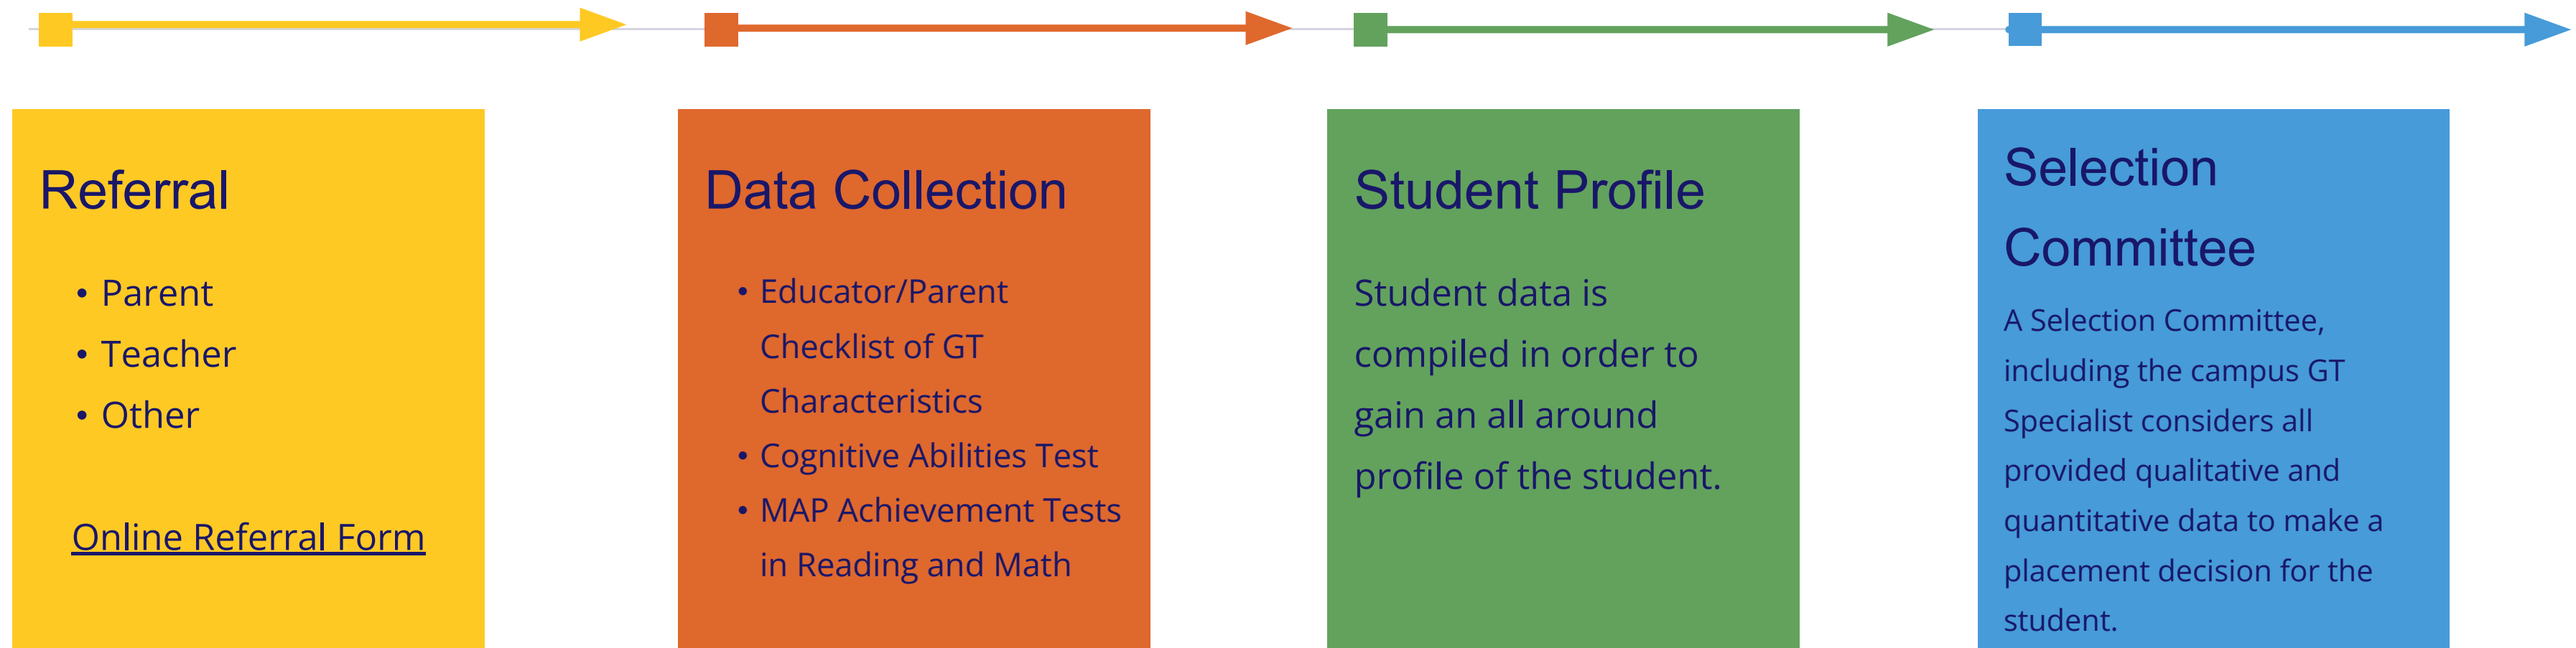 Referral
• Parent
• Teacher
• Other
Online Referral Form
Data Collection
• Educator/Parent
Checklist of GT
Characteristics
• Cognitive Abilities Test
• MAP Achievement Tests
in Reading and Math
Student Profile
Student data is
compiled in order to
gain an all around
profile of the student.
Selection
Committee
A Selection Committee,
including the campus GT
Specialist considers all
provided qualitative and
quantitative data to make a
placement decision for the
student.